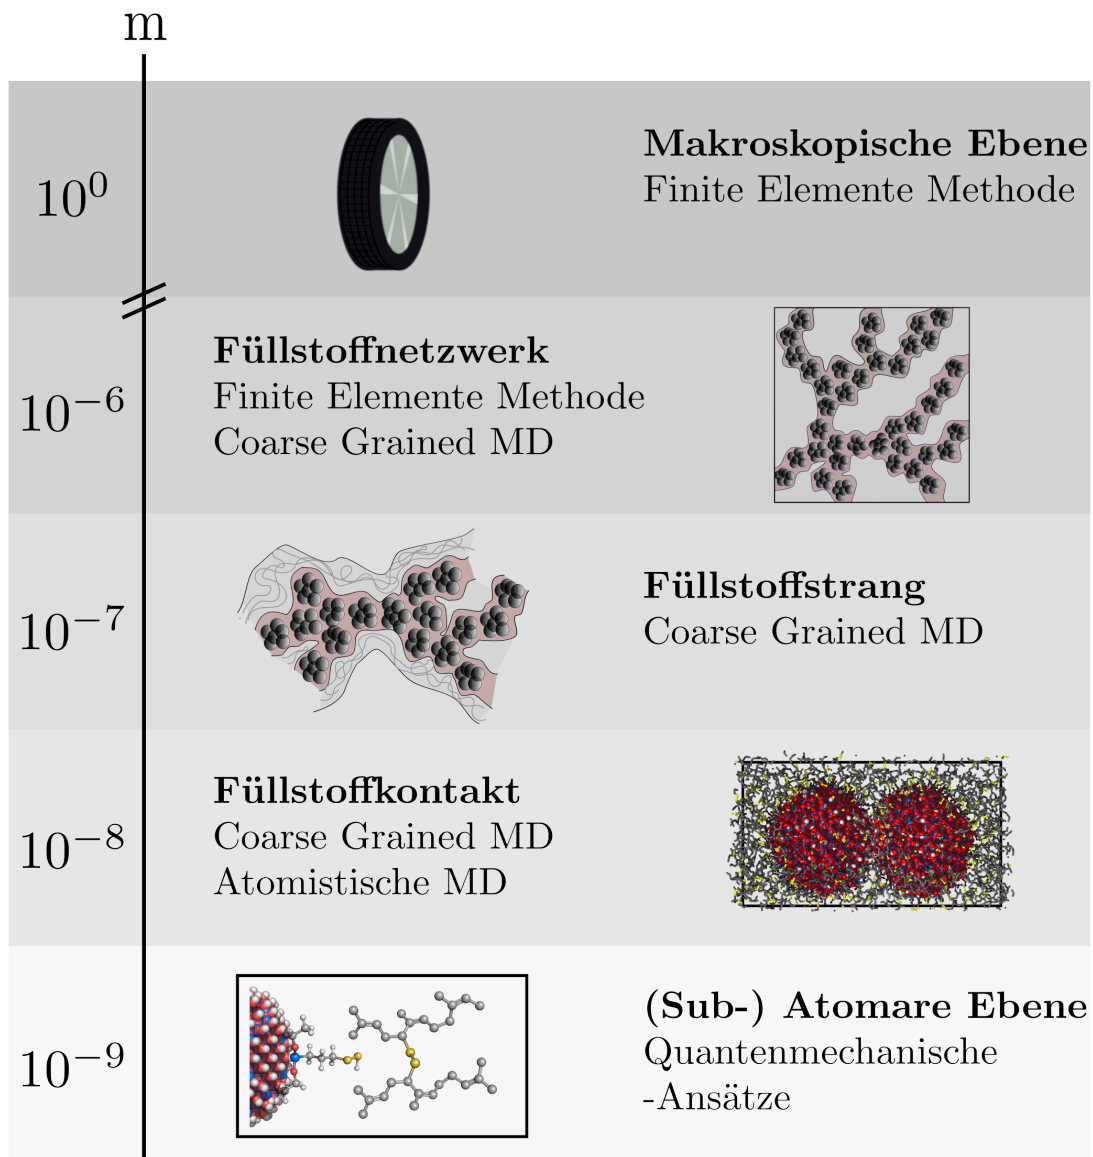 m
10⁰
Makroskopische Ebene
Finite Elemente Methode
10⁻⁶
Füllstoffnetzwerk
Finite Elemente Methode
Coarse Grained MD
10⁻⁷
Füllstoffstrang
Coarse Grained MD
10⁻⁸
Füllstoffkontakt
Coarse Grained MD
Atomistische MD
10⁻⁹
(Sub-) Atomare Ebene
Quantenmechanische
-Ansätze